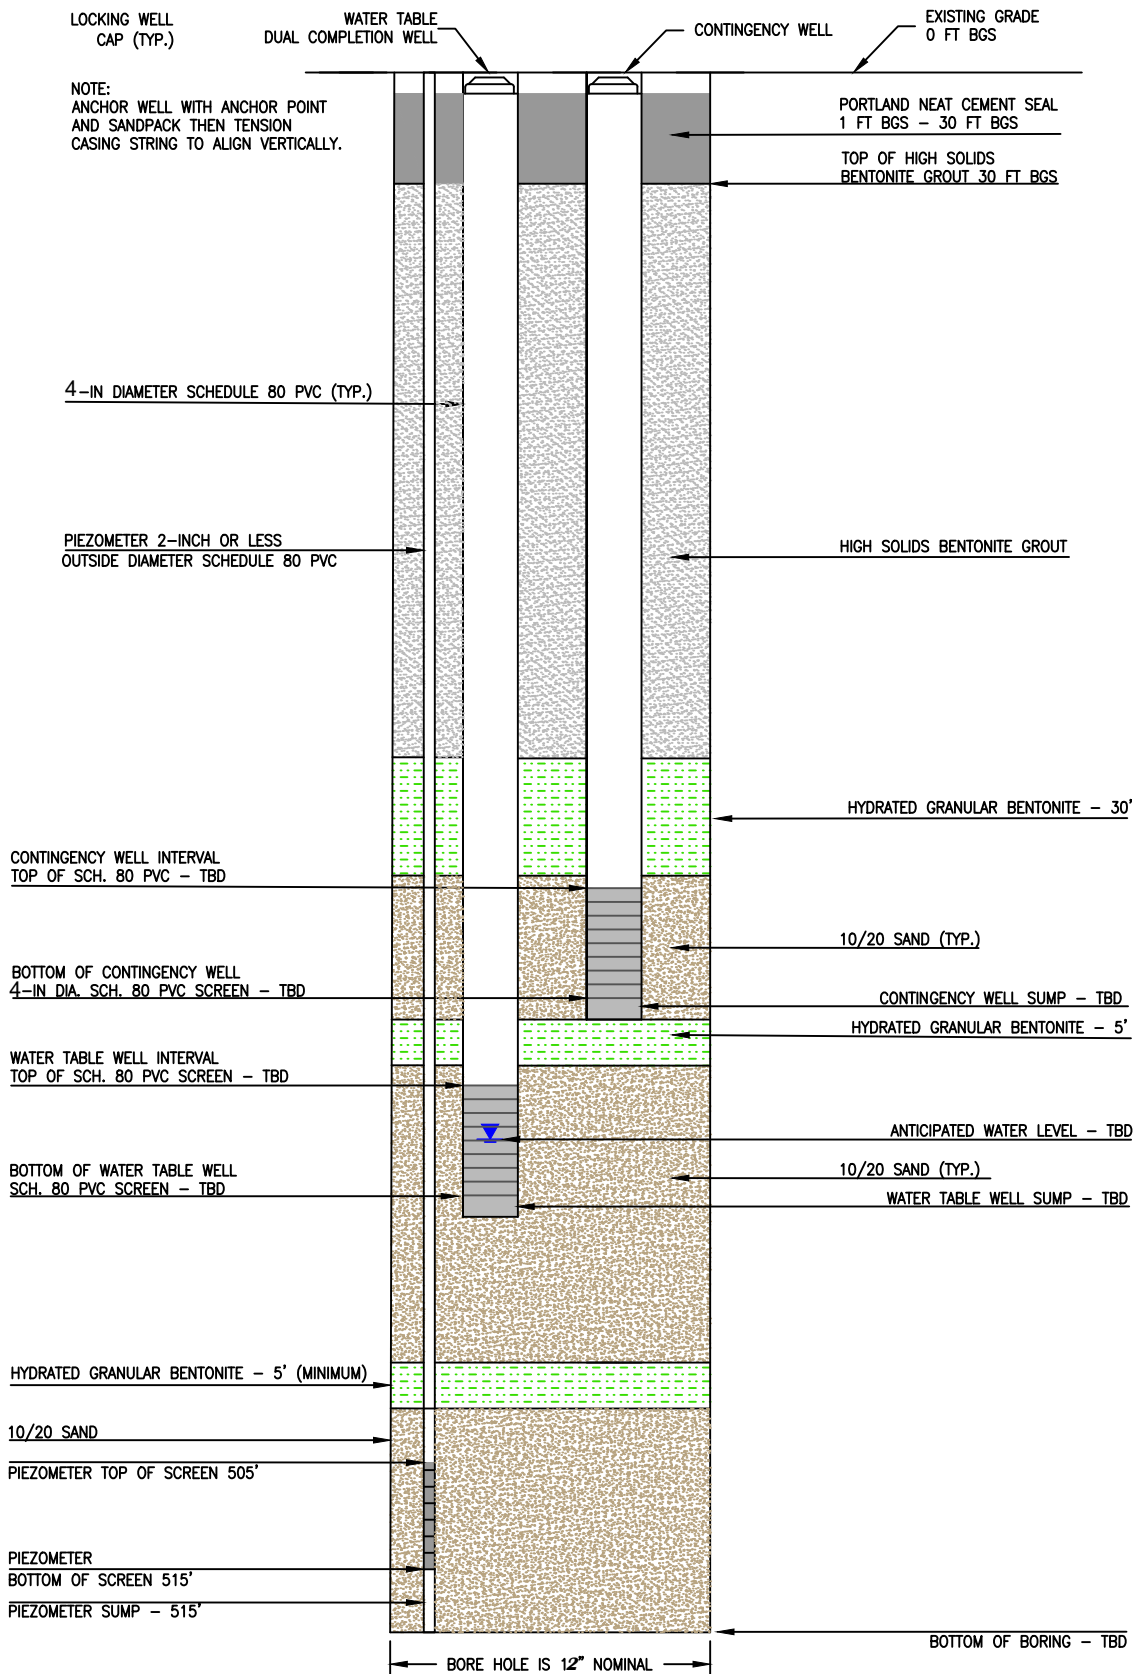 LOCKING WELL
CAP (TYP.)
WATER TABLE
DUAL COMPLETION WELL
CONTINGENCY WELL
EXISTING GRADE
0 FT BGS
NOTE:
ANCHOR WELL WITH ANCHOR POINT
AND SANDPACK THEN TENSION
CASING STRING TO ALIGN VERTICALLY.
PORTLAND NEAT CEMENT SEAL
1 FT BGS – 30 FT BGS
TOP OF HIGH SOLIDS
BENTONITE GROUT 30 FT BGS
4-IN DIAMETER SCHEDULE 80 PVC (TYP.)
PIEZOMETER 2-INCH OR LESS
OUTSIDE DIAMETER SCHEDULE 80 PVC
HIGH SOLIDS BENTONITE GROUT
HYDRATED GRANULAR BENTONITE – 30'
CONTINGENCY WELL INTERVAL
TOP OF SCH. 80 PVC – TBD
10/20 SAND (TYP.)
BOTTOM OF CONTINGENCY WELL
4-IN DIA. SCH. 80 PVC SCREEN – TBD
CONTINGENCY WELL SUMP – TBD
HYDRATED GRANULAR BENTONITE – 5'
WATER TABLE WELL INTERVAL
TOP OF SCH. 80 PVC SCREEN – TBD
ANTICIPATED WATER LEVEL – TBD
BOTTOM OF WATER TABLE WELL
SCH. 80 PVC SCREEN – TBD
10/20 SAND (TYP.)
WATER TABLE WELL SUMP – TBD
HYDRATED GRANULAR BENTONITE – 5' (MINIMUM)
10/20 SAND
PIEZOMETER TOP OF SCREEN 505'
PIEZOMETER
BOTTOM OF SCREEN 515'
PIEZOMETER SUMP – 515'
BOTTOM OF BORING – TBD
BORE HOLE IS 12" NOMINAL